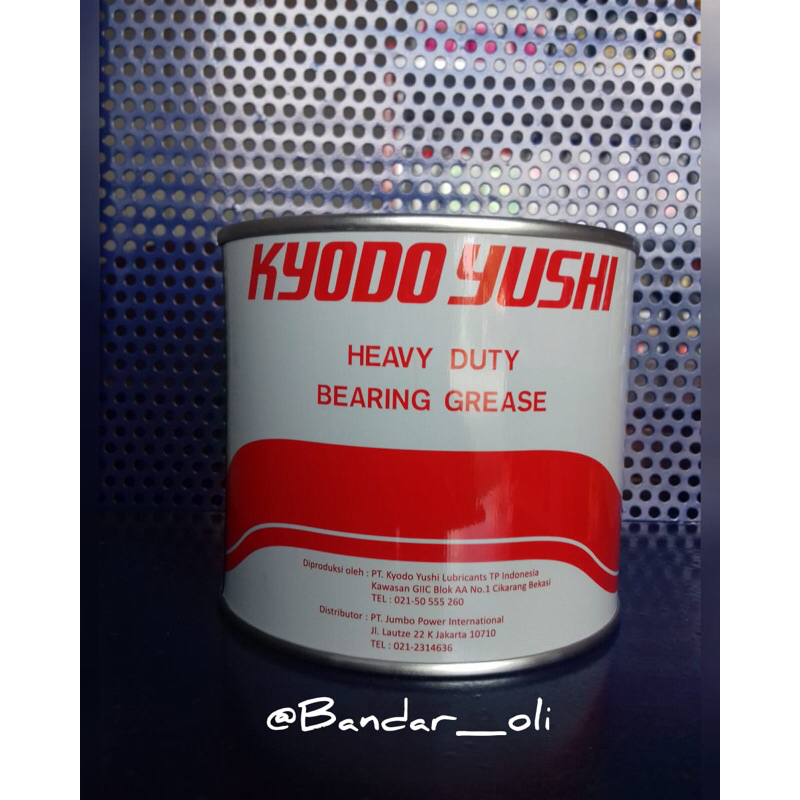 KYODO YUSHI
HEAVY DUTY
BEARING GREASE
Diproduksi oleh : PT. Kyodo Yushi Lubricants TP Indonesia
Kawasan GIIC Blok AA No.1 Cikarang Bekasi
TEL : 021-50 555 260
Distributor : PT. Jumbo Power International
Jl. Lautze 22 K Jakarta 10710
TEL : 021-2314636
@Bandar__oli